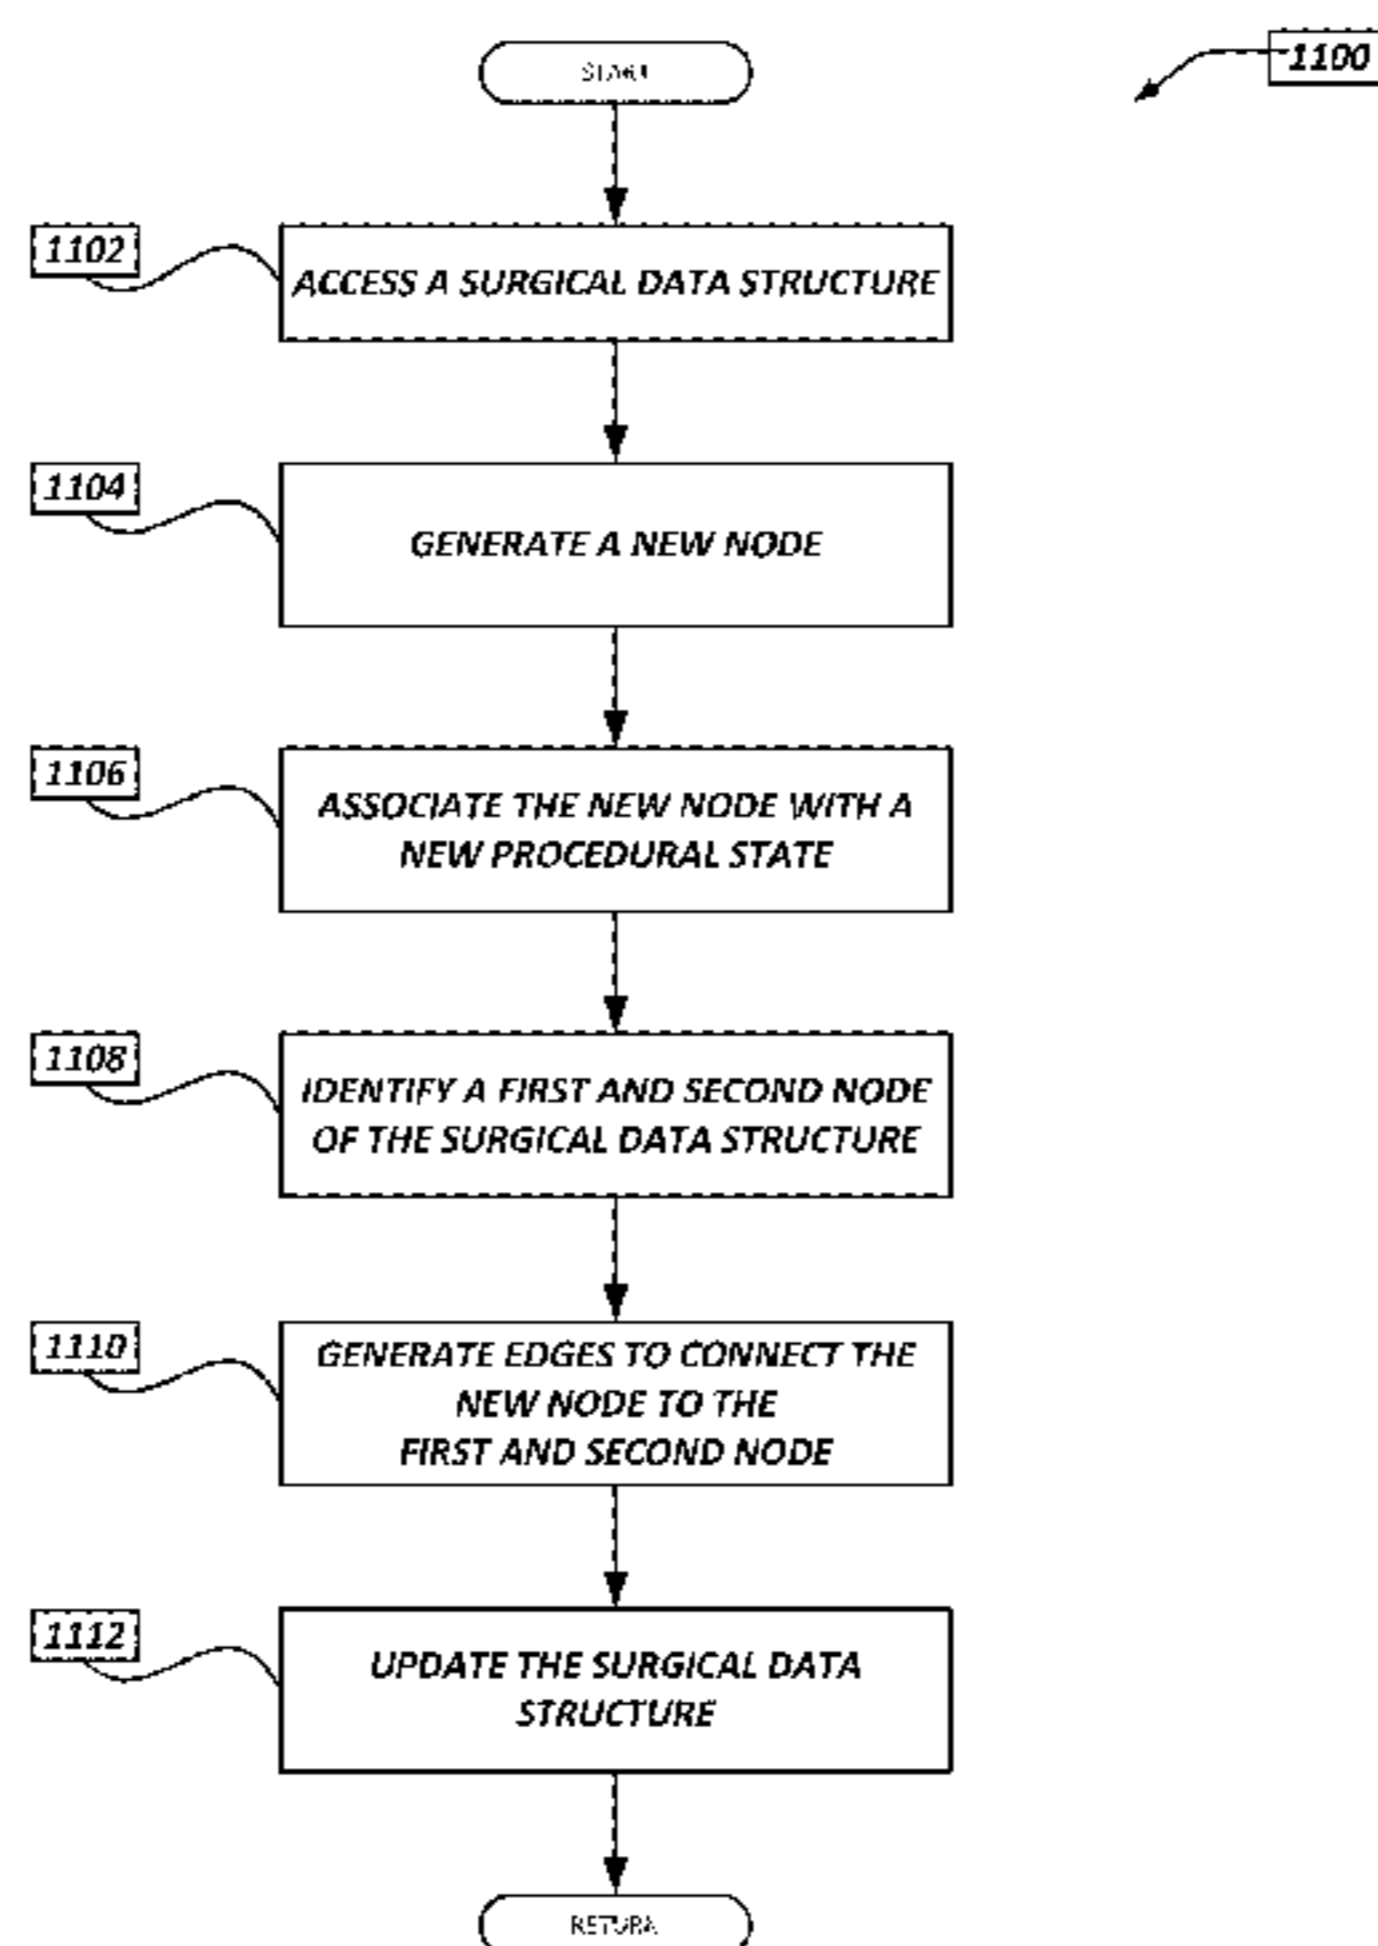 START
1100
1102
ACCESS A SURGICAL DATA STRUCTURE
1104
GENERATE A NEW NODE
1106
ASSOCIATE THE NEW NODE WITH A
NEW PROCEDURAL STATE
1108
IDENTIFY A FIRST AND SECOND NODE
OF THE SURGICAL DATA STRUCTURE
1110
GENERATE EDGES TO CONNECT THE
NEW NODE TO THE
FIRST AND SECOND NODE
1112
UPDATE THE SURGICAL DATA
STRUCTURE
RETURN